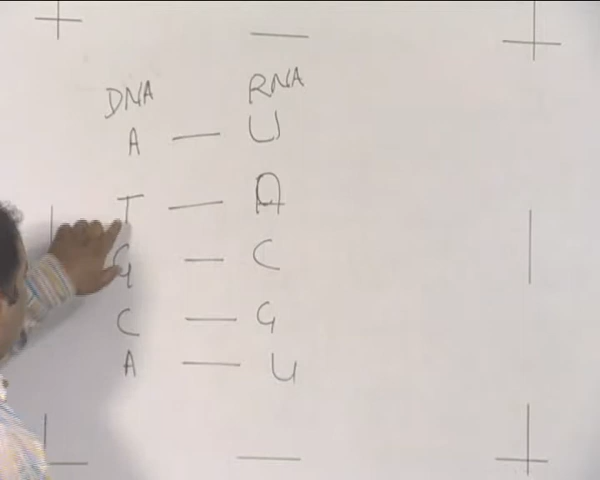 DNA RNA
A — U
T — A
G — C
C — G
A — U